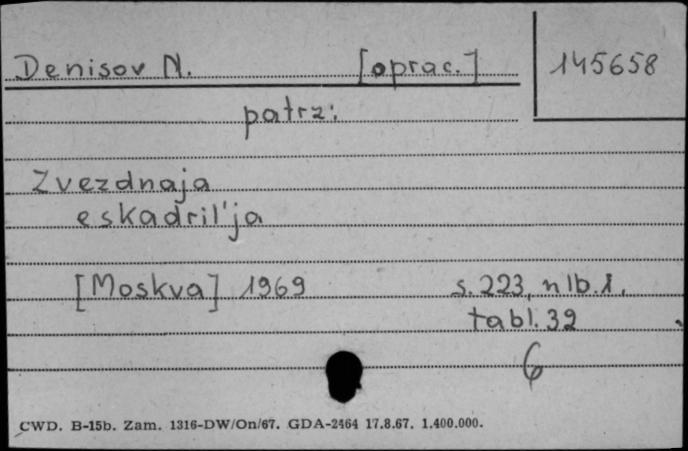 Denisov N. [oprac.] 145658
patrz:
Zvezdnaja
eskadril'ja
[Moskva] 1969 s. 223, nlb. 1.
tabl. 32
6
CWD. B-15b. Zam. 1316-DW/On/67. GDA-2464 17.8.67. 1.400.000.